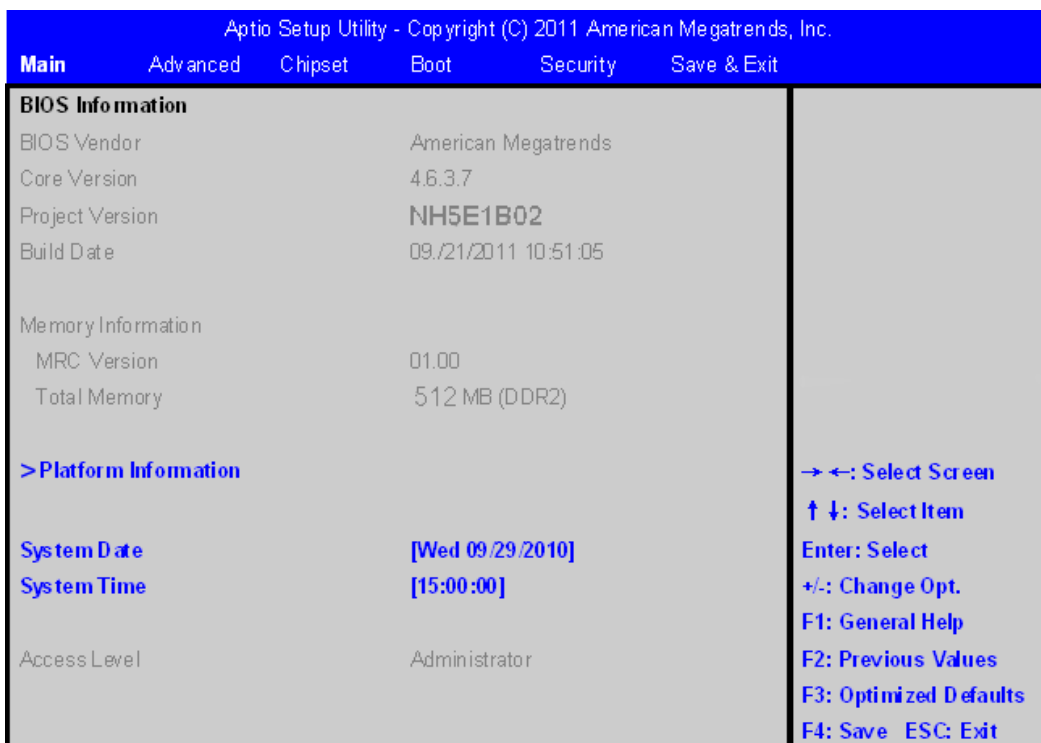 Aptio Setup Utility - Copyright (C) 2011 American Megatrends, Inc.
Main Advanced Chipset Boot Security Save & Exit
BIOS Information
BIOS Vendor American Megatrends
Core Version 4.6.3.7
Project Version NH5E1B02
Build Date 09./21/2011 10:51:05
Memory Information
MRC Version 01.00
Total Memory 512 MB (DDR2)
>Platform Information
System Date [Wed 09/29/2010]
System Time [15:00:00]
Access Level Administrator
→ ←: Select Screen
↑ ↓: Select Item
Enter: Select
+/-: Change Opt.
F1: General Help
F2: Previous Values
F3: Optimized Defaults
F4: Save ESC: Exit